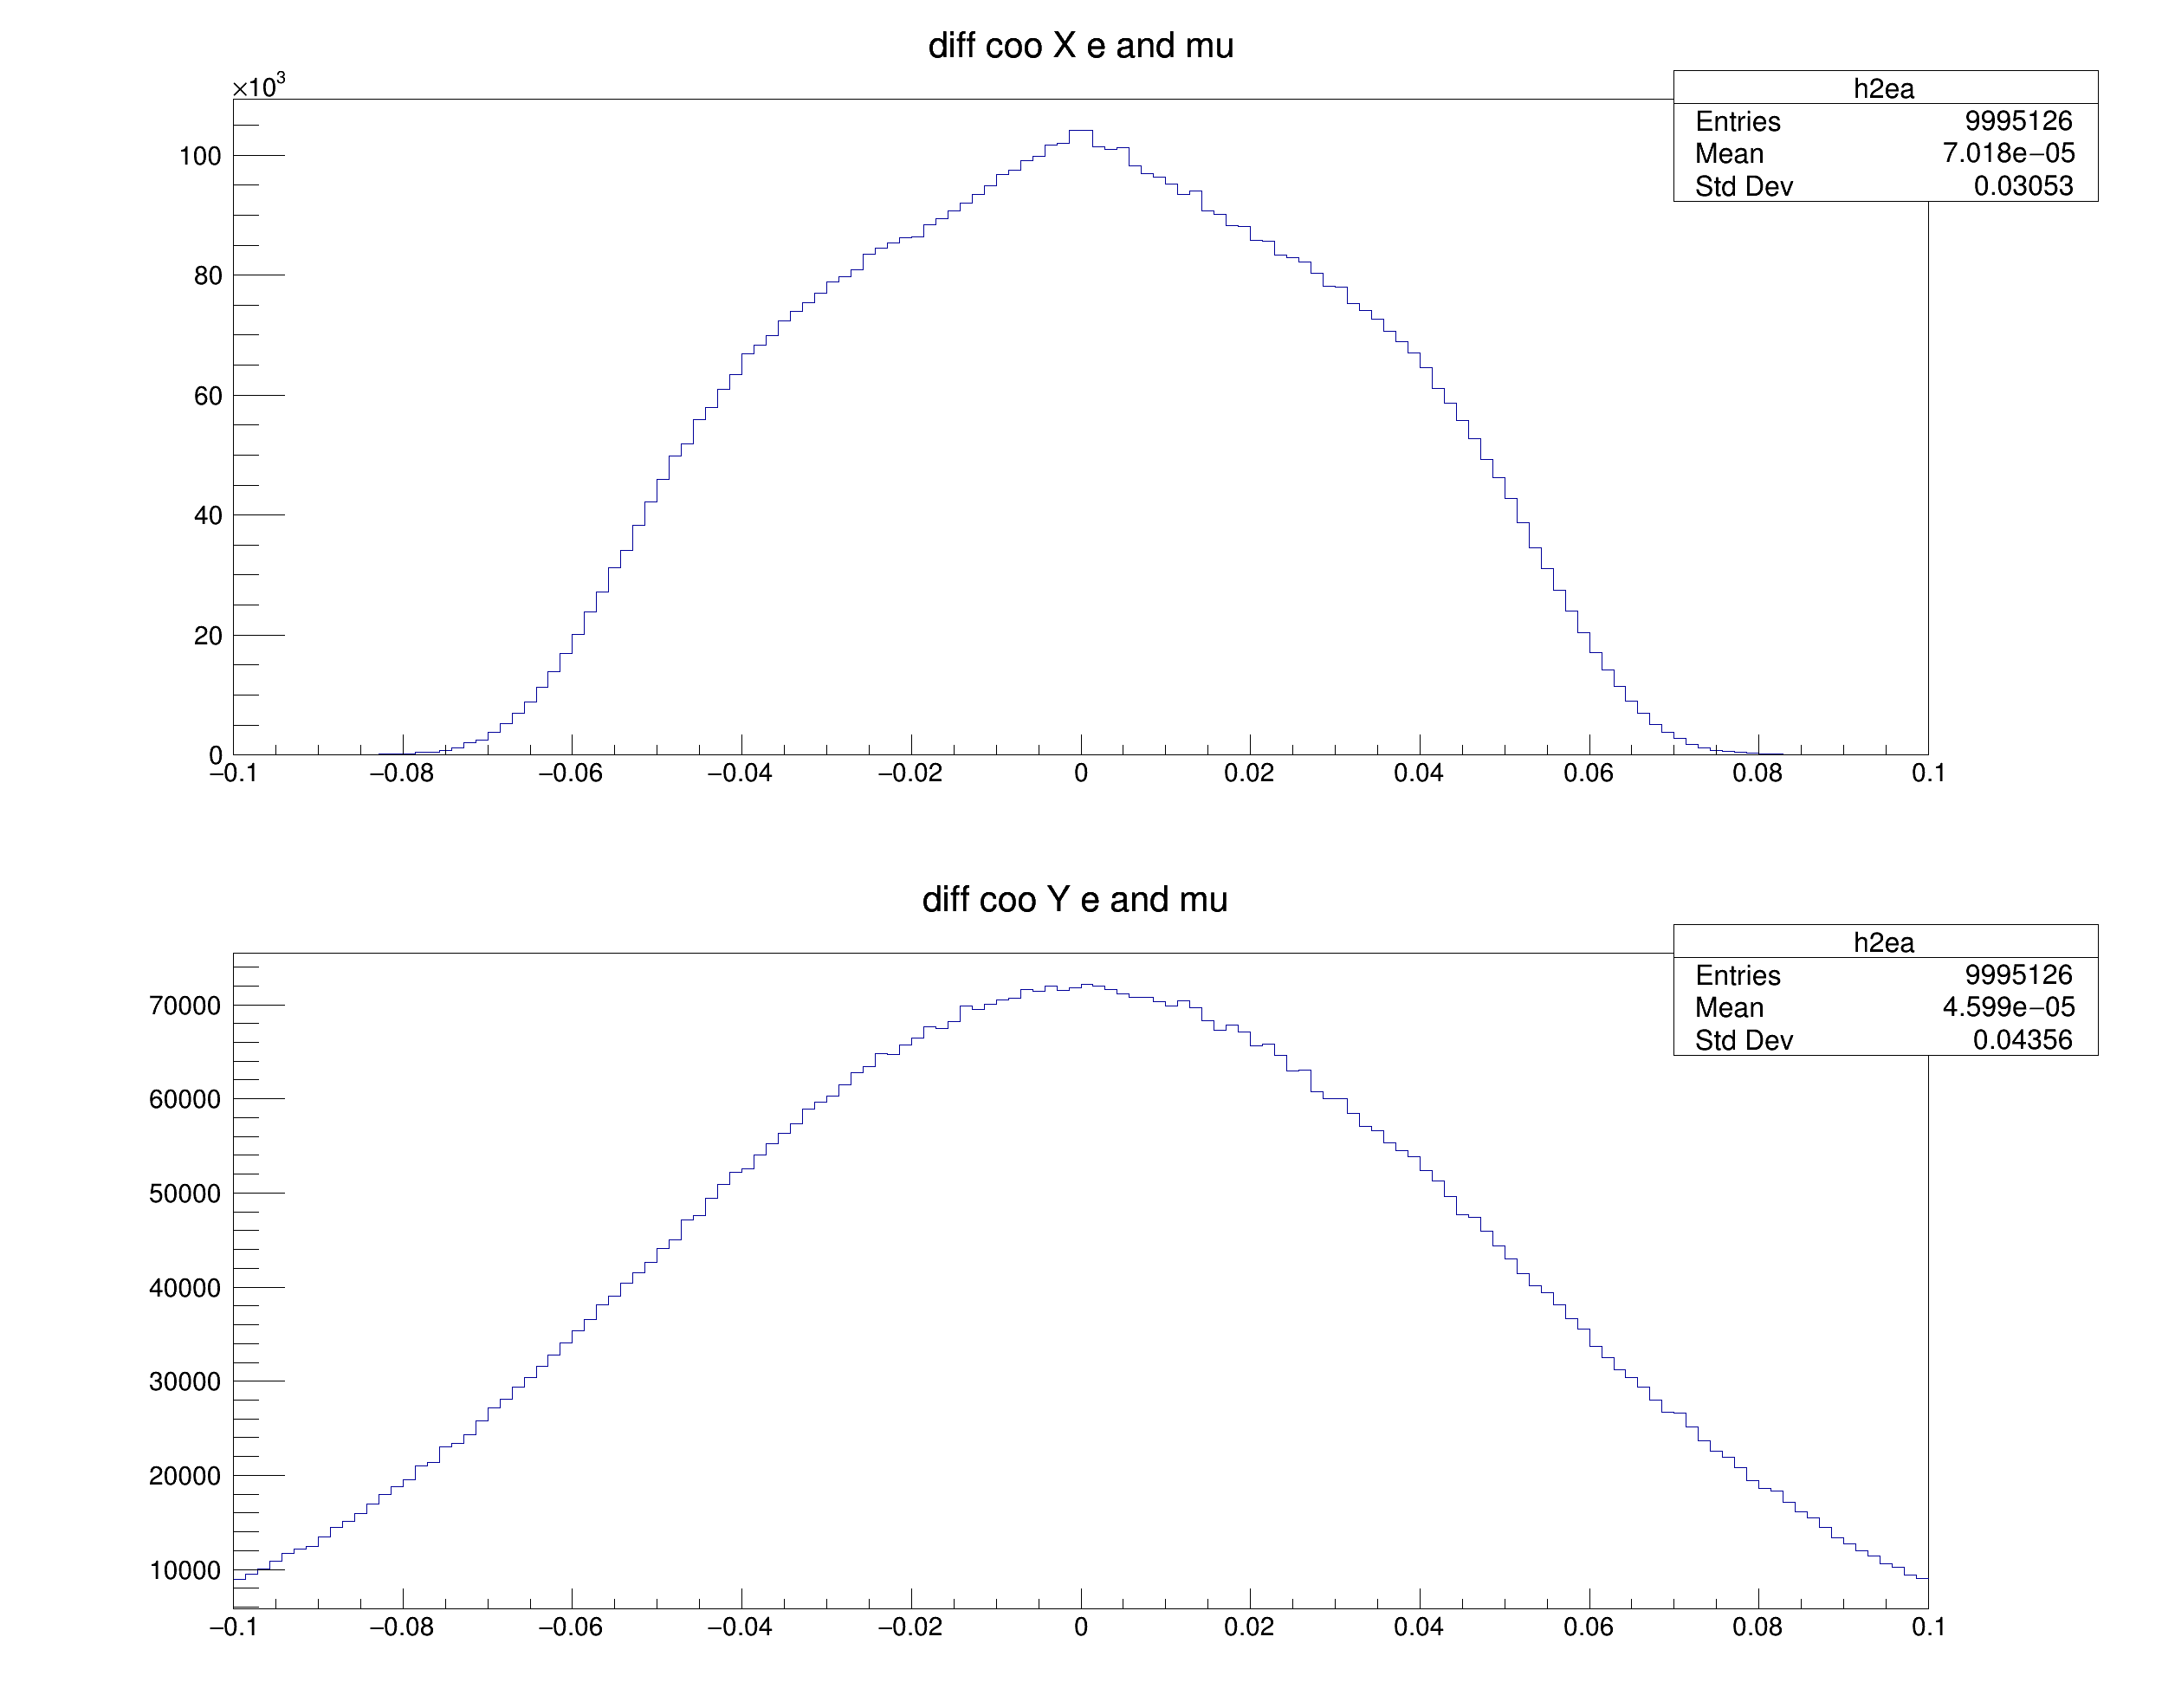 diff coo X e and mu
×10³
h2ea
Entries 9995126
Mean 7.018e−05
Std Dev 0.03053
100
80
60
40
20
0
−0.1 −0.08 −0.06 −0.04 −0.02 0 0.02 0.04 0.06 0.08 0.1
diff coo Y e and mu
h2ea
Entries 9995126
Mean 4.599e−05
Std Dev 0.04356
70000
60000
50000
40000
30000
20000
10000
−0.1 −0.08 −0.06 −0.04 −0.02 0 0.02 0.04 0.06 0.08 0.1